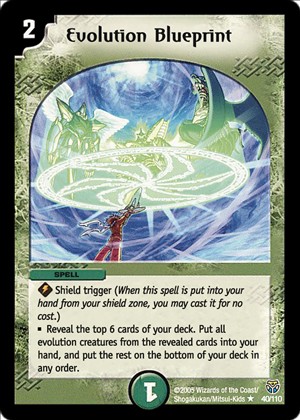 2
Evolution Blueprint
SPELL
Shield trigger (When this spell is put into your
hand from your shield zone, you may cast it for no
cost.)
▪ Reveal the top 6 cards of your deck. Put all
evolution creatures from the revealed cards into your
hand, and put the rest on the bottom of your deck in
any order.
1
©2005 Wizards of the Coast/
Shogakukan/Mitsui-Kids ★ 40/110